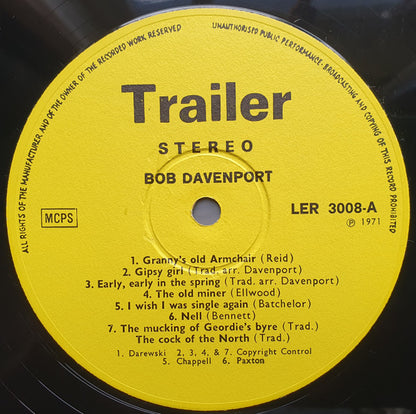 ALL RIGHTS OF THE MANUFACTURER AND OF THE OWNER OF THE RECORDED WORK RESERVED
UNAUTHORISED PUBLIC PERFORMANCE · BROADCASTING AND COPYING OF THIS RECORD PROHIBITED
Trailer
STEREO
BOB DAVENPORT
MCPS
LER 3008-A
Ⓟ 1971
1. Granny's old Armchair (Reid)
2. Gipsy girl (Trad. arr. Davenport)
3. Early, early in the spring (Trad. arr. Davenport)
4. The old miner (Ellwood)
5. I wish I was single again (Batchelor)
6. Nell (Bennett)
7. The mucking of Geordie's byre (Trad.)
The cock of the North (Trad.)
1. Darewski 2, 3, 4, & 7. Copyright Control
5. Chappell 6. Paxton